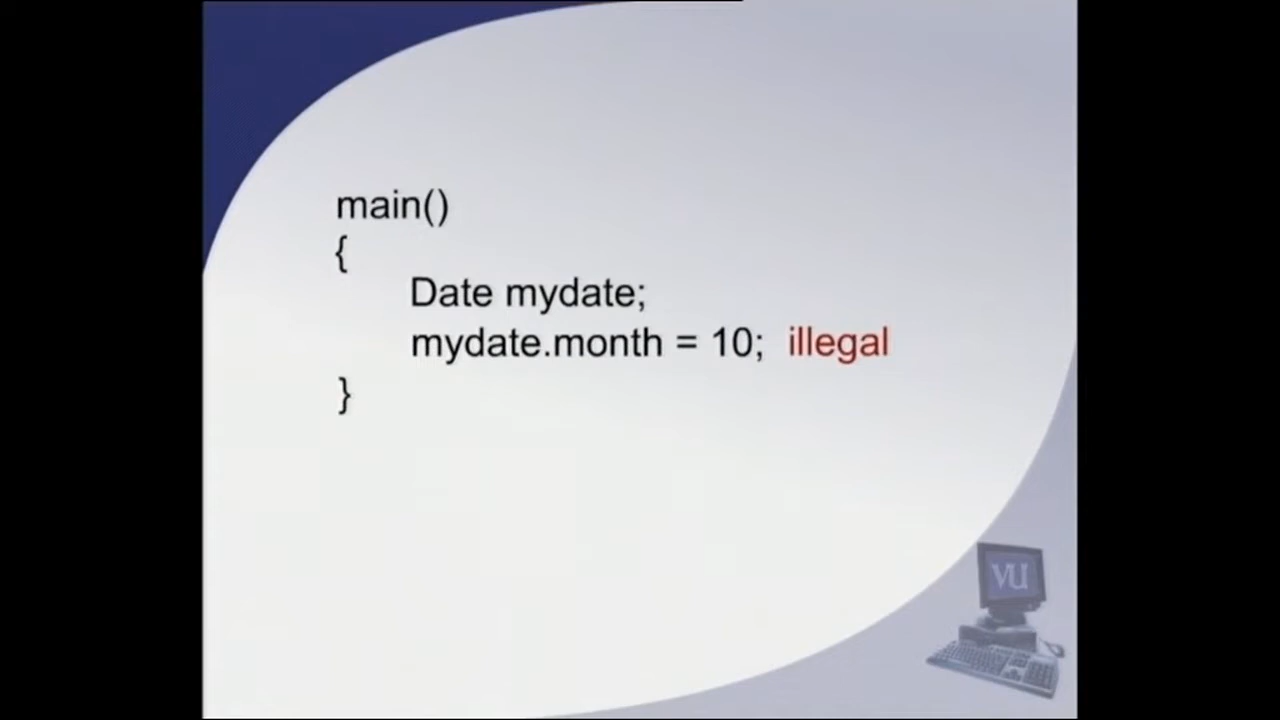 main()
{
Date mydate;
mydate.month = 10; illegal
}
VU